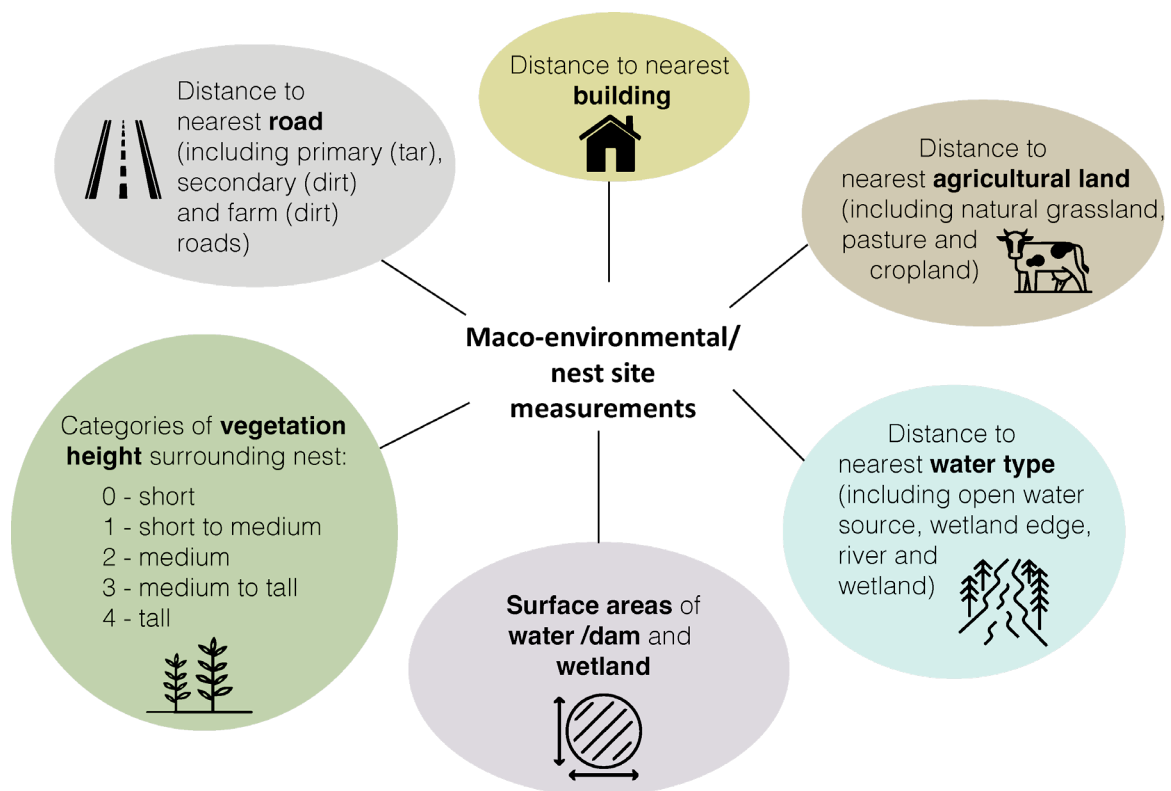 Distance to
nearest road
(including primary (tar),
secondary (dirt)
and farm (dirt)
roads)
Distance to nearest
building
Distance to
nearest agricultural land
(including natural grassland,
pasture and
cropland)
Maco-environmental/
nest site
measurements
Categories of vegetation
height surrounding nest:
0 - short
1 - short to medium
2 - medium
3 - medium to tall
4 - tall
Surface areas of
water /dam and
wetland
Distance to
nearest water type
(including open water
source, wetland edge,
river and
wetland)